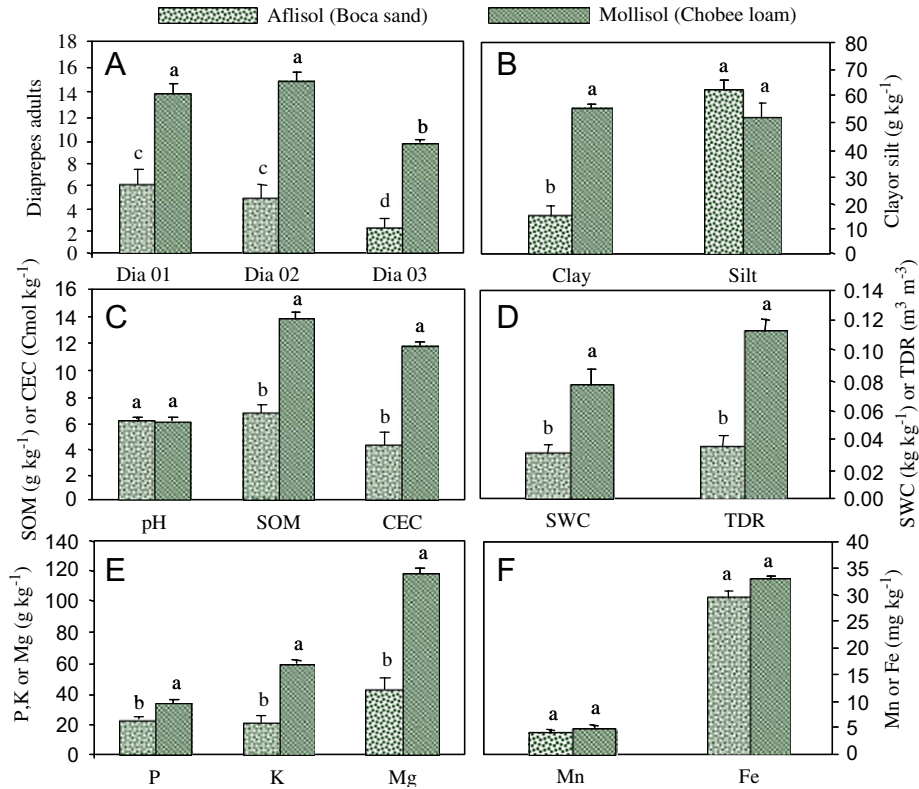 Aflisol (Boca sand) Mollisol (Chobee loam)
A
Diaprepes adults
18
16
14
12
10
8
6
4
2
0
c a c a d b
Dia 01 Dia 02 Dia 03
B
Clayor silt (g kg-1)
80
70
60
50
40
30
20
10
0
b a a a
Clay Silt
C
SOM (g kg-1) or CEC (Cmol kg-1)
16
14
12
10
8
6
4
2
0
a a b a b a
pH SOM CEC
D
SWC (kg kg-1) or TDR (m3 m-3)
0.14
0.12
0.10
0.08
0.06
0.04
0.02
0.00
b a b a
SWC TDR
E
P,K or Mg (g kg-1)
140
120
100
80
60
40
20
0
b a b a b a
P K Mg
F
Mn or Fe (mg kg-1)
40
35
30
25
20
15
10
5
0
a a a a
Mn Fe